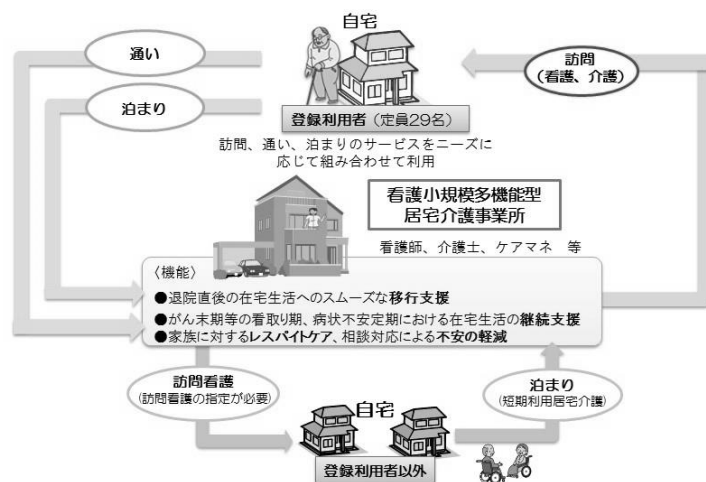 自宅
通い
泊まり
訪問
(看護、介護)
登録利用者(定員29名)
訪問、通い、泊まりのサービスをニーズに
応じて組み合わせて利用
看護小規模多機能型
居宅介護事業所
看護師、介護士、ケアマネ 等
〈機能〉
●退院直後の在宅生活へのスムーズな移行支援
●がん末期等の看取り期、病状不安定期における在宅生活の継続支援
●家族に対するレスパイトケア、相談対応による不安の軽減
訪問看護
(訪問看護の指定が必要)
泊まり
(短期利用居宅介護)
自宅
登録利用者以外